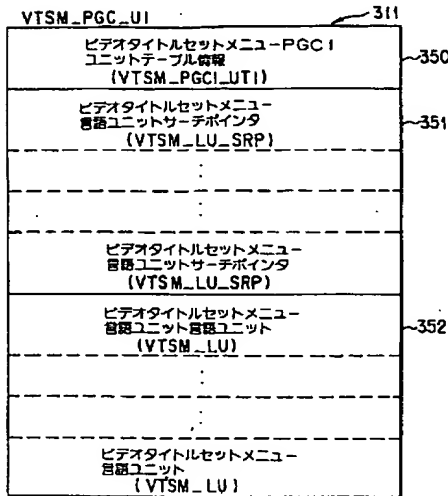 VTSM_PGC_UI
311
ビデオタイトルセットメニューPGCI
ユニットテーブル情報
(VTSM_PGCI_UTI)
350
ビデオタイトルセットメニュー
言語ユニットサーチポインタ
(VTSM_LU_SRP)
351
ビデオタイトルセットメニュー
言語ユニットサーチポインタ
(VTSM_LU_SRP)
ビデオタイトルセットメニュー
言語ユニット言語ユニット
(VTSM_LU)
352
ビデオタイトルセットメニュー
言語ユニット
(VTSM_LU)